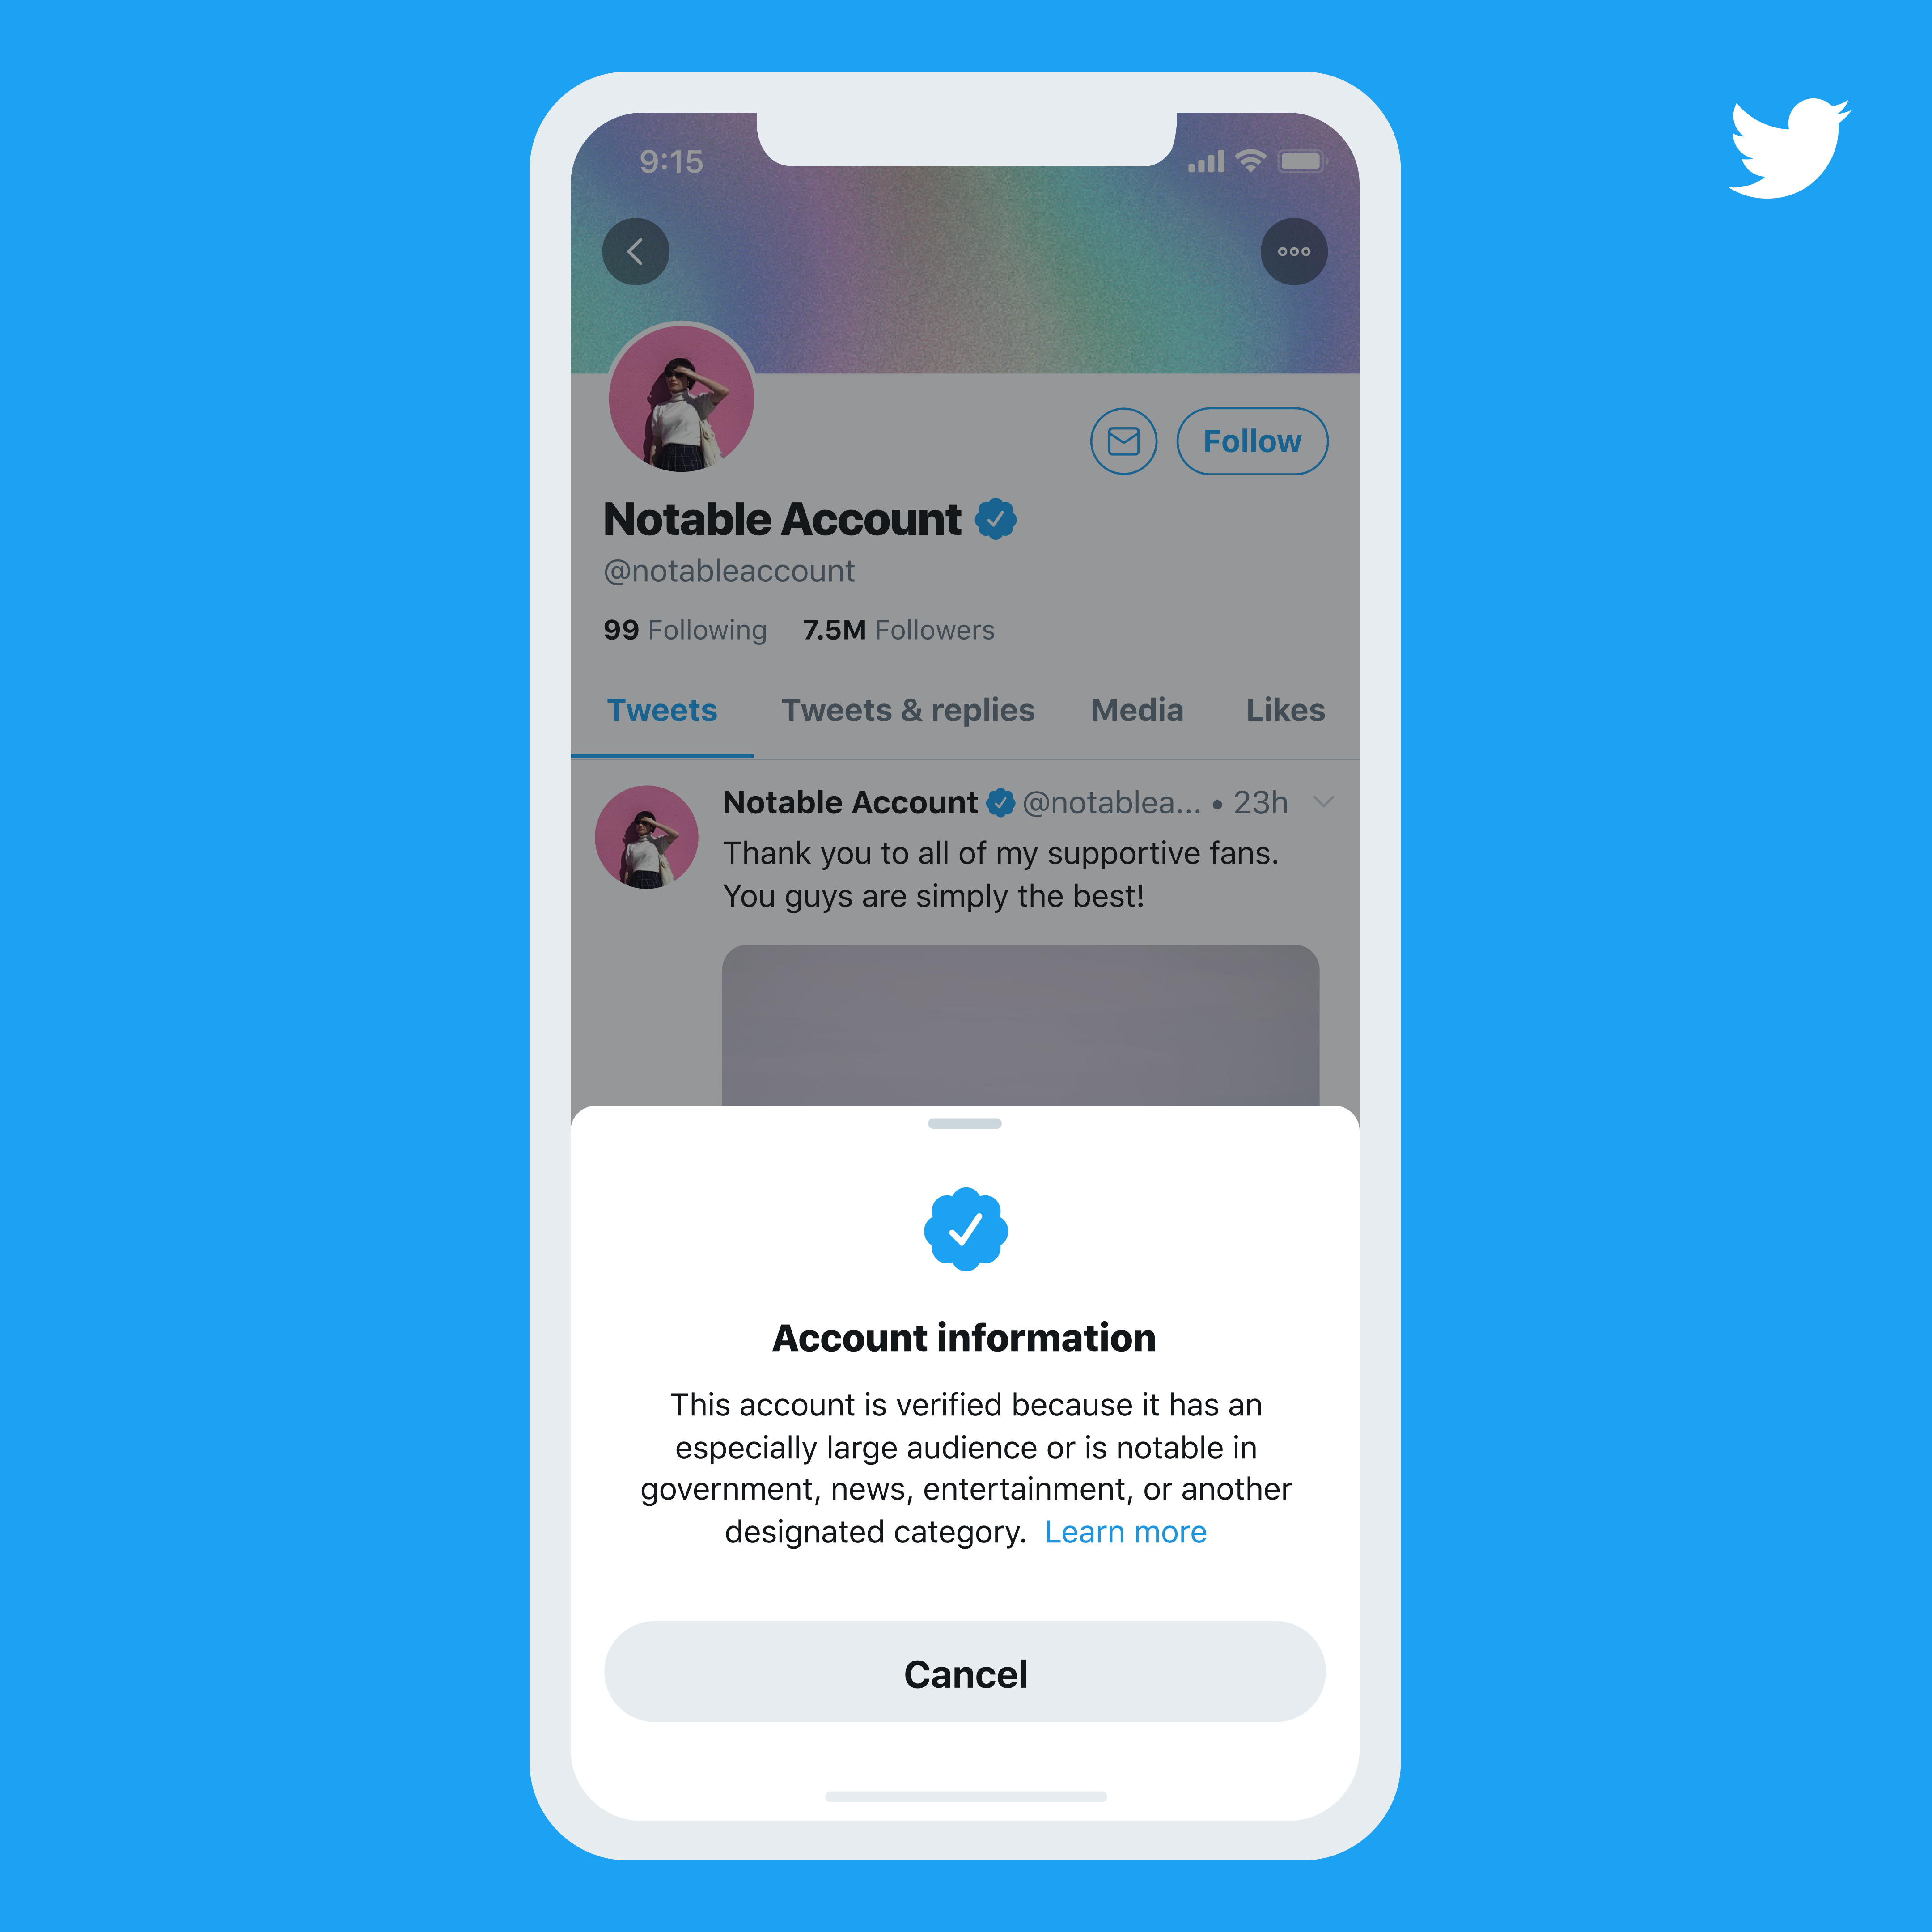 9:15
Follow
Notable Account
@notableaccount
99 Following 7.5M Followers
Tweets Tweets & replies Media Likes
Notable Account @notablea... • 23h
Thank you to all of my supportive fans.
You guys are simply the best!
Account information
This account is verified because it has an
especially large audience or is notable in
government, news, entertainment, or another
designated category. Learn more
Cancel